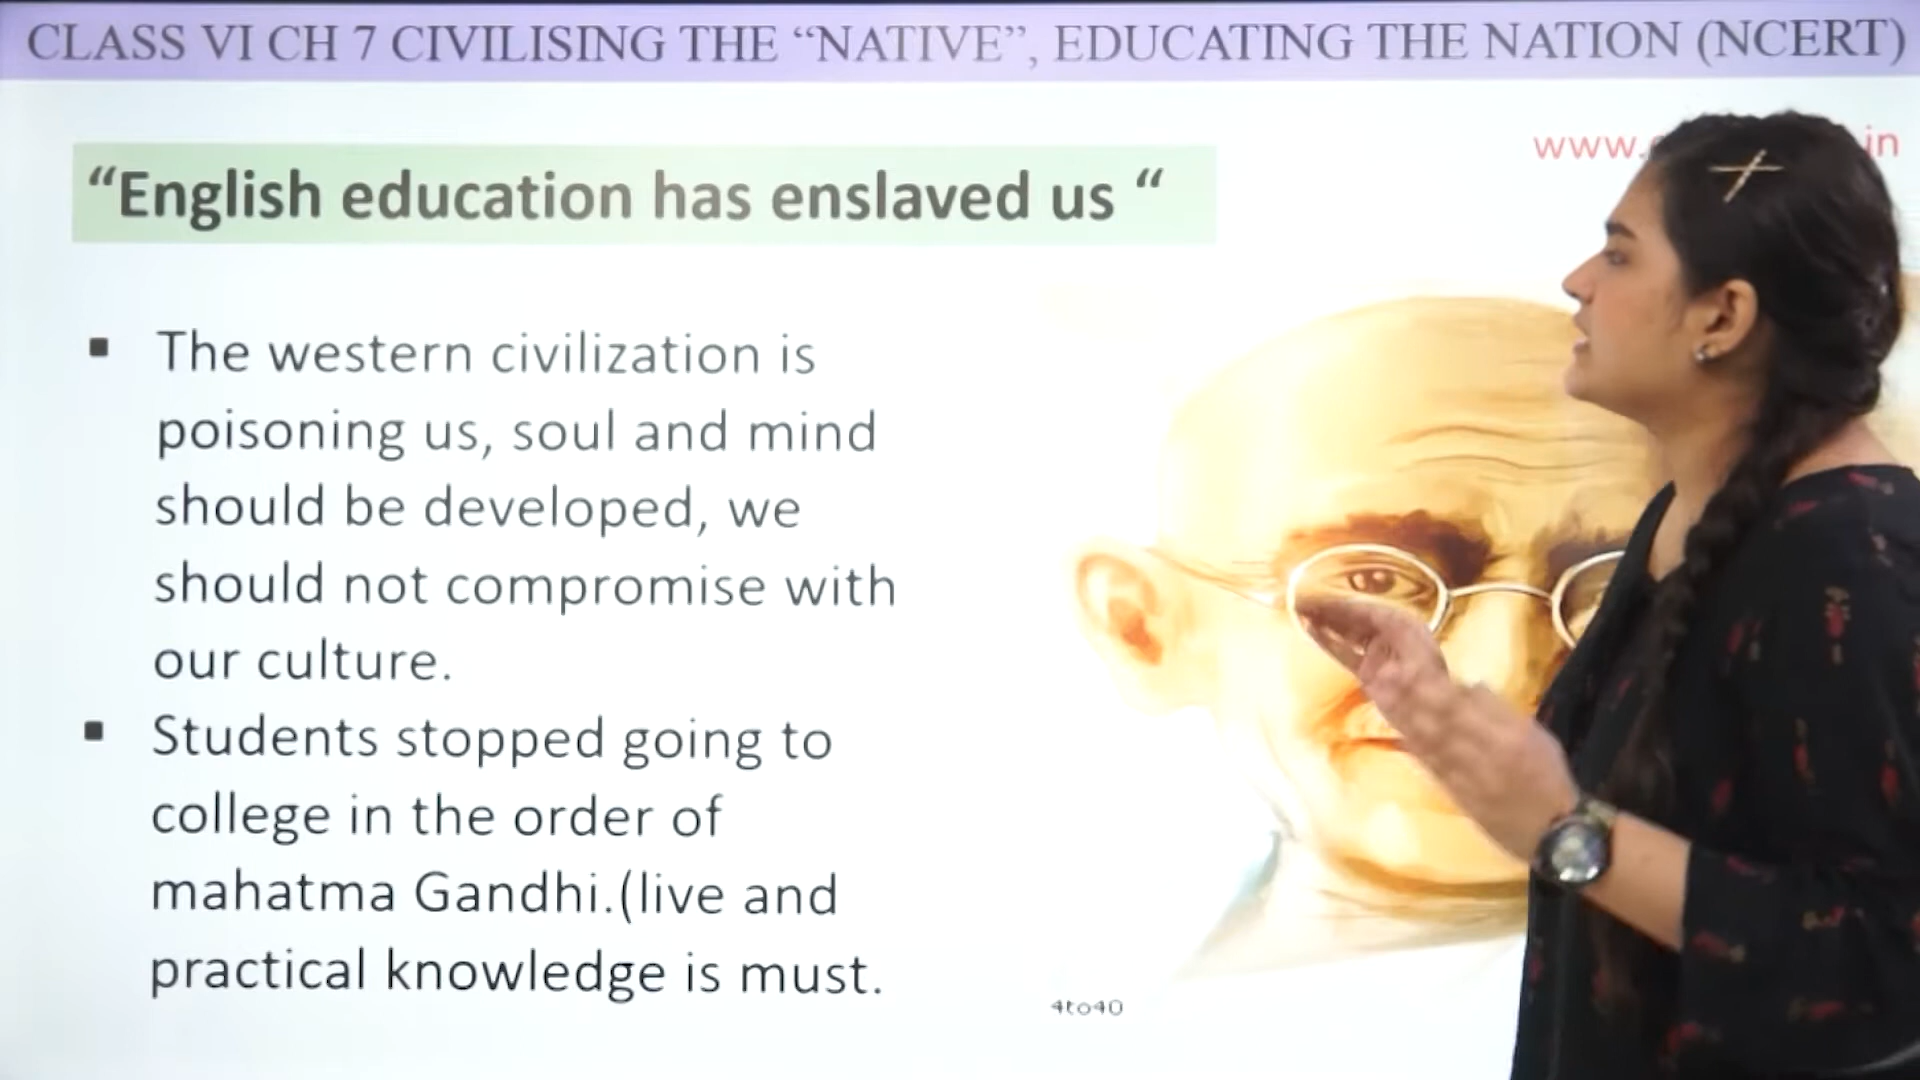 CLASS VI CH 7 CIVILISING THE “NATIVE”, EDUCATING THE NATION (NCERT)
www.
in
“English education has enslaved us “
▪ The western civilization is
poisoning us, soul and mind
should be developed, we
should not compromise with
our culture.
▪ Students stopped going to
college in the order of
mahatma Gandhi.(live and
practical knowledge is must.
4to40